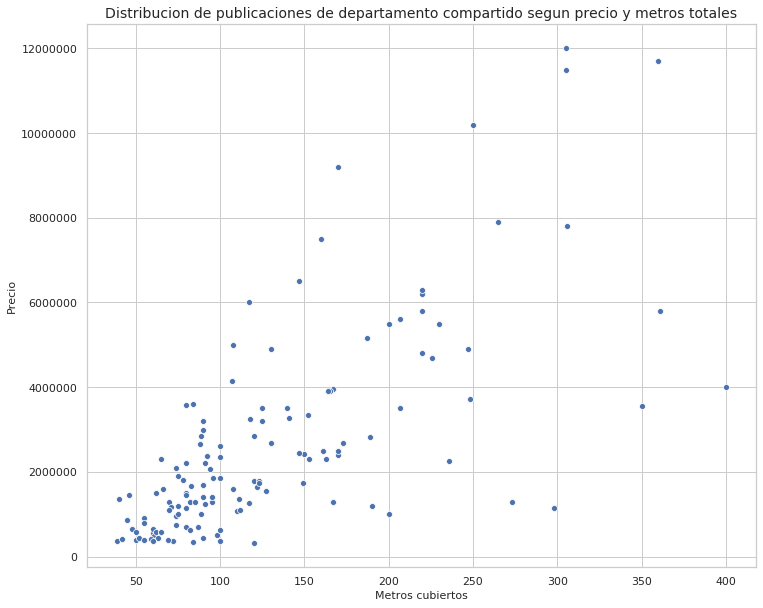 Distribucion de publicaciones de departamento compartido segun precio y metros totales
12000000
10000000
8000000
6000000
4000000
2000000
0
Precio
50 100 150 200 250 300 350 400
Metros cubiertos